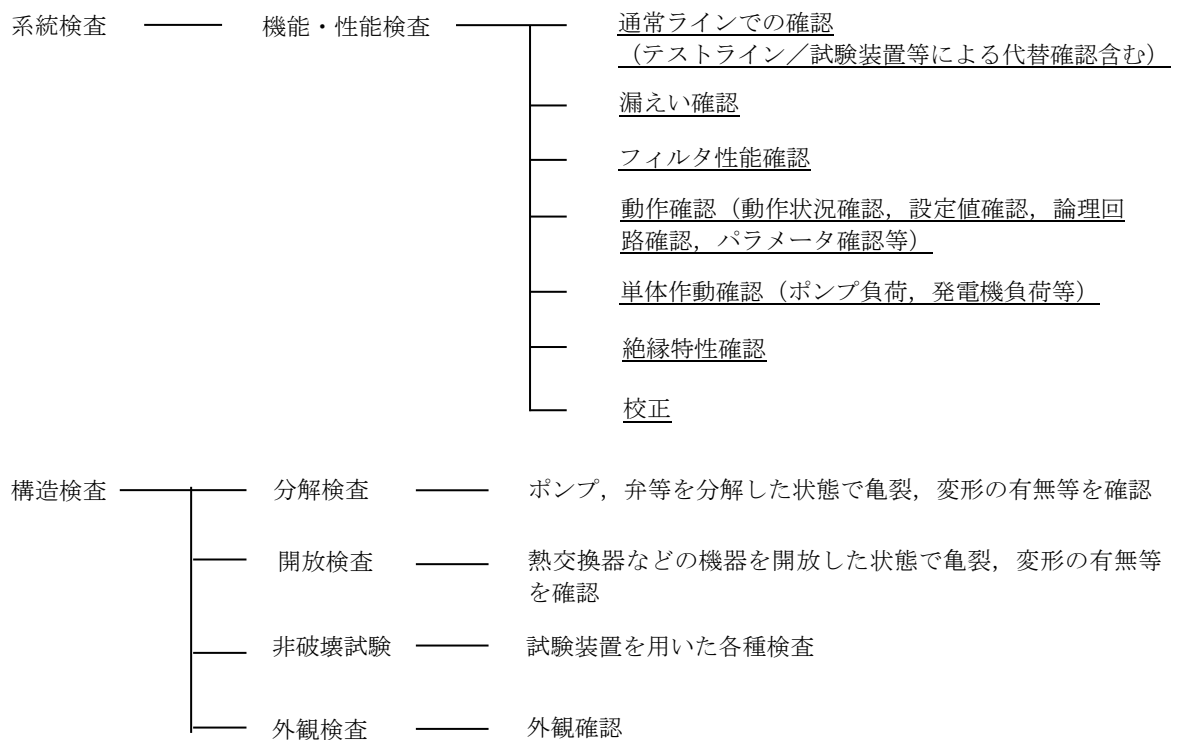 系統検査
機能・性能検査
通常ラインでの確認
（テストライン／試験装置等による代替確認含む）
漏えい確認
フィルタ性能確認
動作確認（動作状況確認，設定値確認，論理回
路確認，パラメータ確認等）
単体作動確認（ポンプ負荷，発電機負荷等）
絶縁特性確認
校正
構造検査
分解検査
ポンプ，弁等を分解した状態で亀裂，変形の有無等を確認
開放検査
熱交換器などの機器を開放した状態で亀裂，変形の有無等
を確認
非破壊試験
試験装置を用いた各種検査
外観検査
外観確認